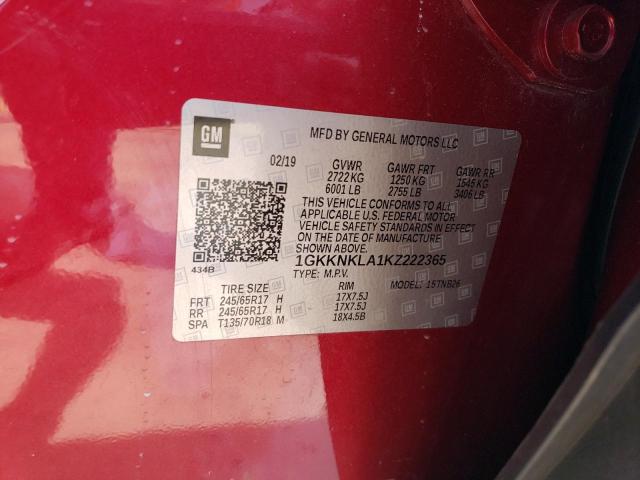 GM
MFD BY GENERAL MOTORS LLC
02/19 GVWR GAWR FRT GAWR RR
2722 KG 1250 KG 1545 KG
6001 LB 2755 LB 3406 LB
THIS VEHICLE CONFORMS TO ALL
APPLICABLE U.S. FEDERAL MOTOR
VEHICLE SAFETY STANDARDS IN EFFECT
ON THE DATE OF MANUFACTURE
SHOWN ABOVE.
434B 1GKKNKLA1KZ222365
TYPE: M.P.V. MODEL: 1STNB26
TIRE SIZE RIM
FRT 245/65R17 H 17X7.5J
RR 245/65R17 H 17X7.5J
SPA T135/70R18 M 18X4.5B